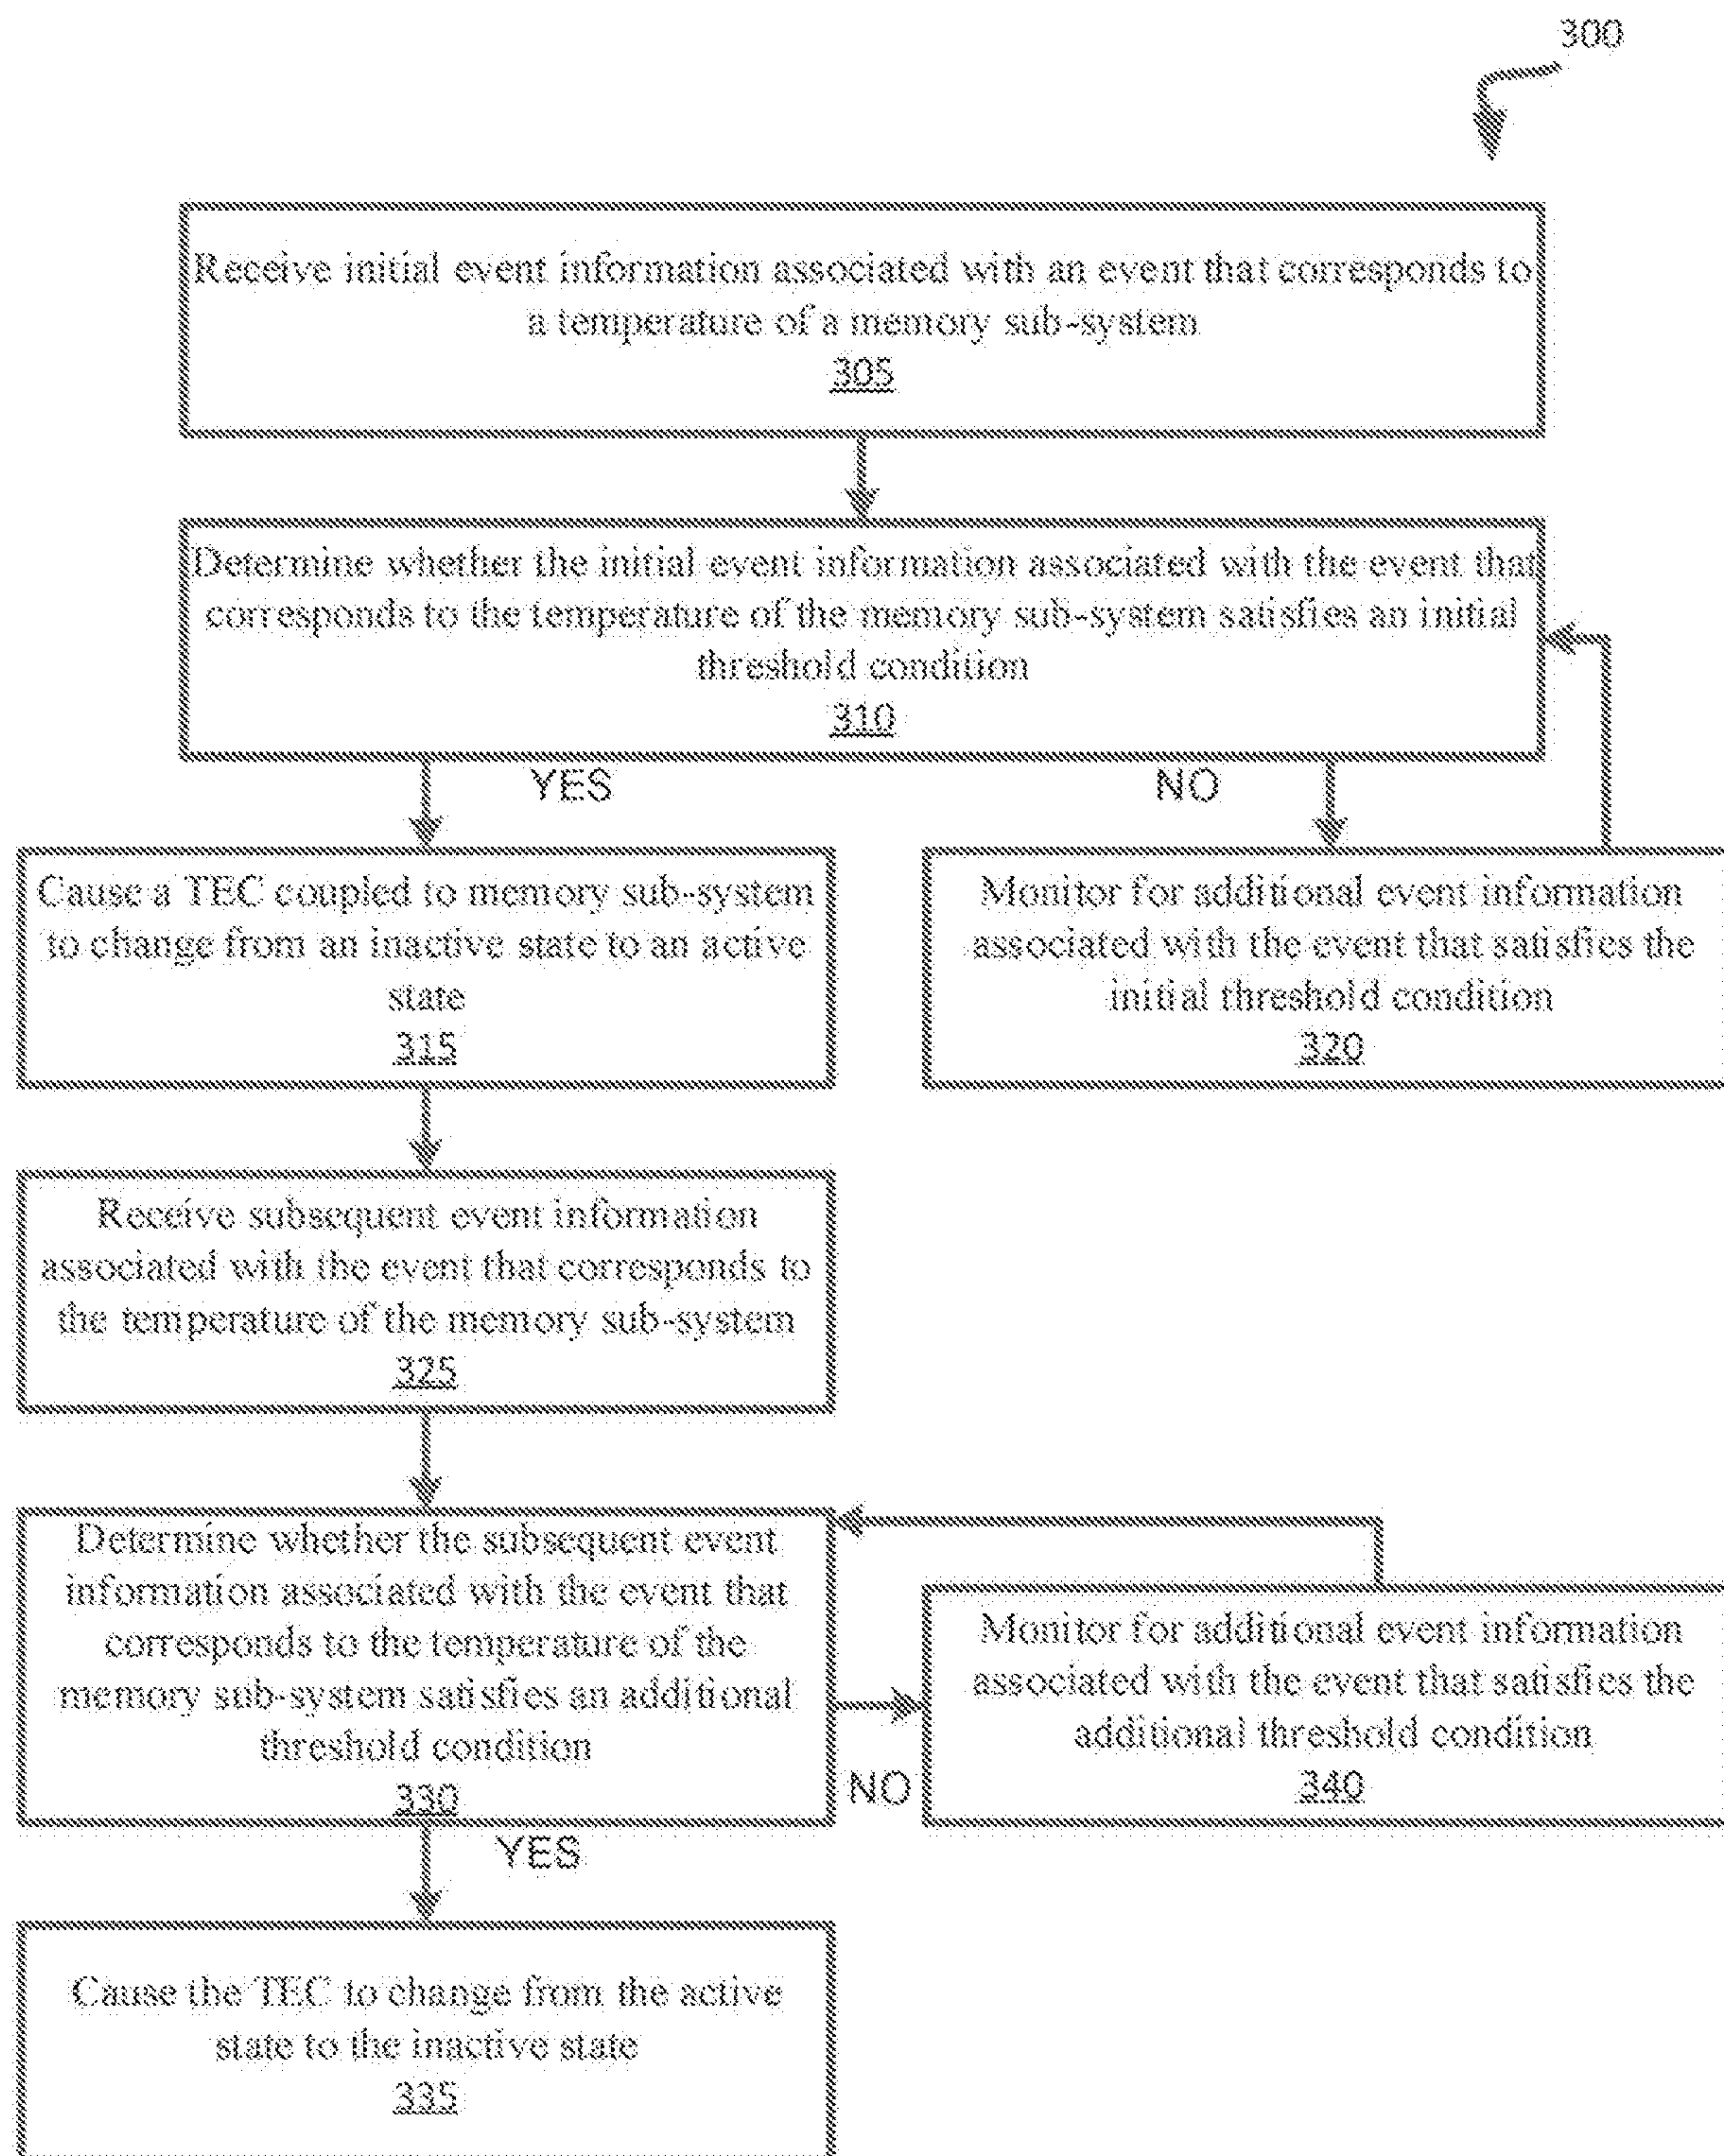 300
Receive initial event information associated with an event that corresponds to
a temperature of a memory sub-system
305
Determine whether the initial event information associated with the event that
corresponds to the temperature of the memory sub-system satisfies an initial
threshold condition
310
YES
NO
Cause a TEC coupled to memory sub-system
to change from an inactive state to an active
state
315
Monitor for additional event information
associated with the event that satisfies the
initial threshold condition
320
Receive subsequent event information
associated with the event that corresponds to
the temperature of the memory sub-system
325
Determine whether the subsequent event
information associated with the event that
corresponds to the temperature of the
memory sub-system satisfies an additional
threshold condition
330
NO
Monitor for additional event information
associated with the event that satisfies the
additional threshold condition
340
YES
Cause the TEC to change from the active
state to the inactive state
335